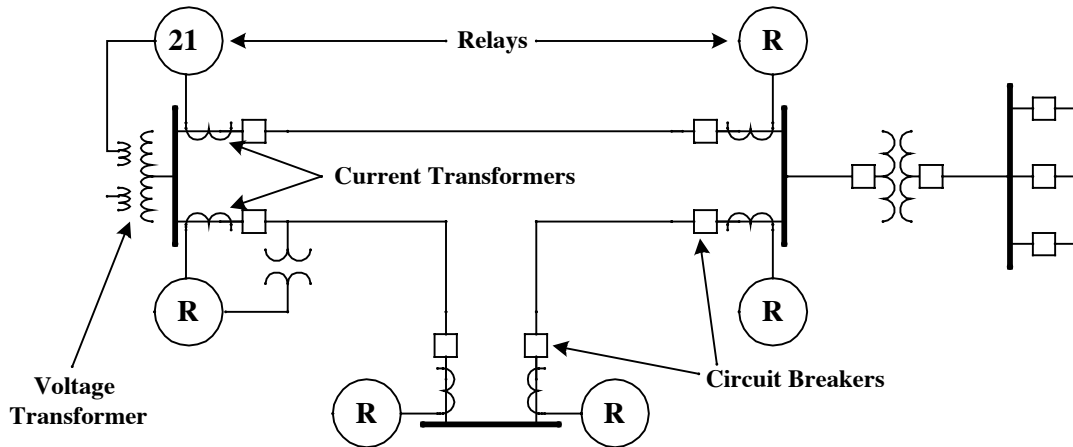 21
Relays
R
Current Transformers
R
R
Voltage
Transformer
Circuit Breakers
R
R